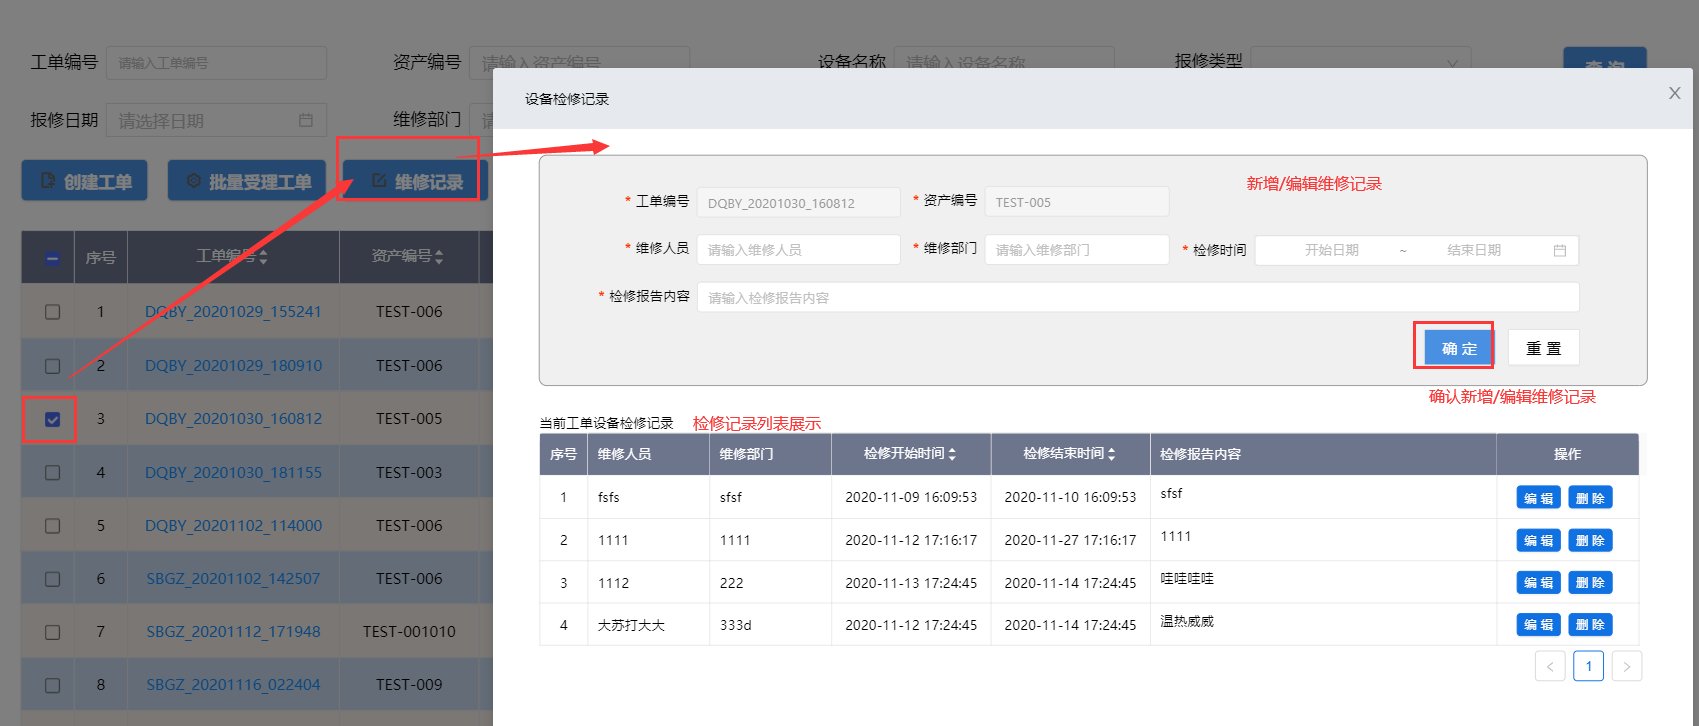 工单编号 请输入工单编号 资产编号 请输入资产编号 设备名称 请输入设备名称 报修类型 查 询
设备检修记录
报修日期 请选择日期 维修部门 请
创建工单 批量受理工单 维修记录
新增/编辑维修记录
* 工单编号 DQBY_20201030_160812 * 资产编号 TEST-005
* 维修人员 请输入维修人员 * 维修部门 请输入维修部门 * 检修时间 开始日期 ~ 结束日期
* 检修报告内容 请输入检修报告内容
确 定 重 置
确认新增/编辑维修记录
当前工单设备检修记录 检修记录列表展示
序号 维修人员 维修部门 检修开始时间 检修结束时间 检修报告内容 操作
1 fsfs sfsf 2020-11-09 16:09:53 2020-11-10 16:09:53 sfsf 编 辑 删 除
2 1111 1111 2020-11-12 17:16:17 2020-11-27 17:16:17 1111 编 辑 删 除
3 1112 222 2020-11-13 17:24:45 2020-11-14 17:24:45 哇哇哇哇 编 辑 删 除
4 大苏打大大 333d 2020-11-12 17:24:45 2020-11-14 17:24:45 温热威威 编 辑 删 除
< 1 >
序号 工单编号 资产编号
1 DQBY_20201029_155241 TEST-006
2 DQBY_20201029_180910 TEST-006
3 DQBY_20201030_160812 TEST-005
4 DQBY_20201030_181155 TEST-003
5 DQBY_20201102_114000 TEST-006
6 SBGZ_20201102_142507 TEST-006
7 SBGZ_20201112_171948 TEST-001010
8 SBGZ_20201116_022404 TEST-009